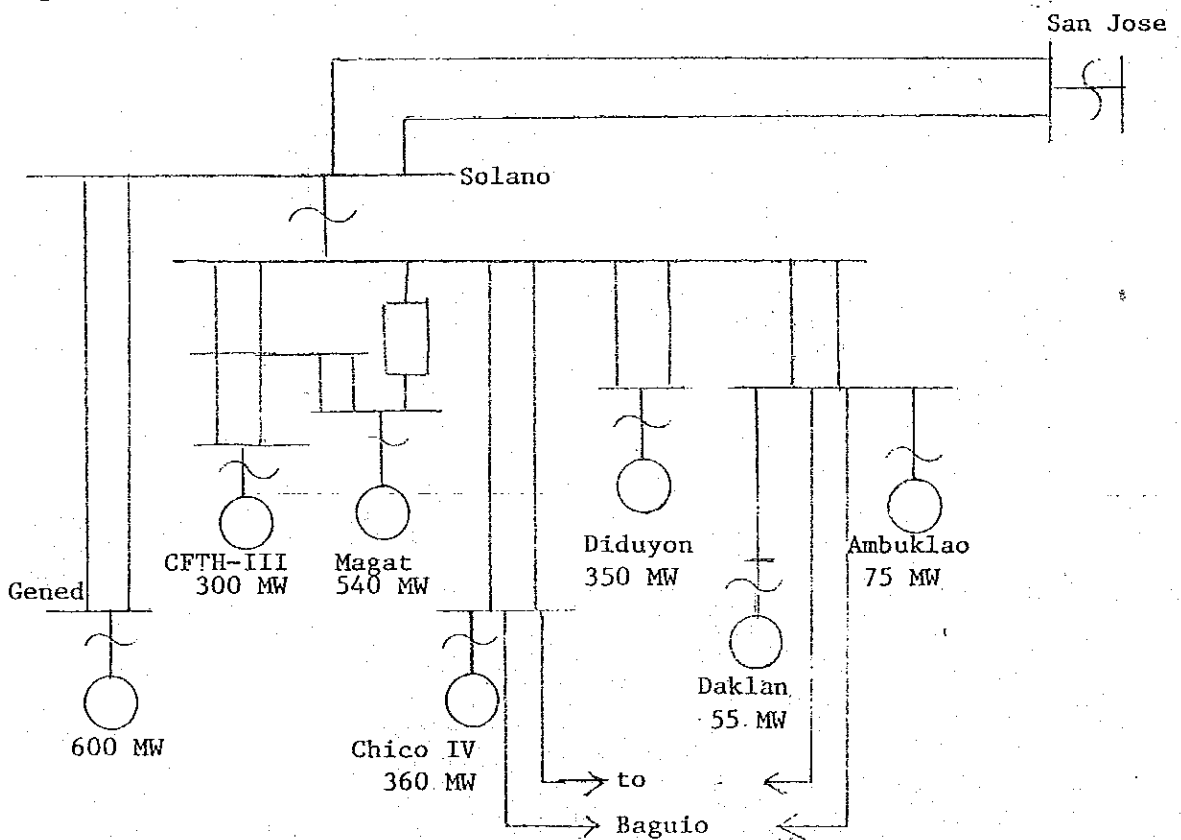 San Jose
Solano
CFTH-III
300 MW
Magat
540 MW
Diduyon
350 MW
Ambuklao
75 MW
Gened
600 MW
Daklan
55 MW
Chico IV
360 MW
to
Baguio